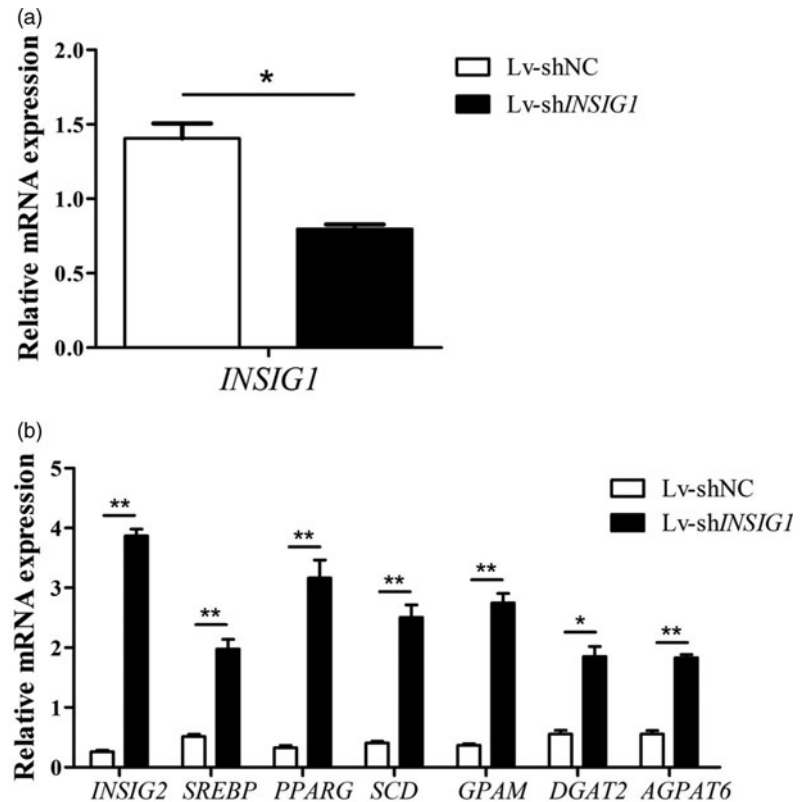 (a)
Relative mRNA expression
2.0
1.5
1.0
0.5
0.0
*
INSIG1
Lv-shNC
Lv-shINSIG1
(b)
Relative mRNA expression
5
4
3
2
1
0
** ** ** ** ** * **
INSIG2 SREBP PPARG SCD GPAM DGAT2 AGPAT6
Lv-shNC
Lv-shINSIG1